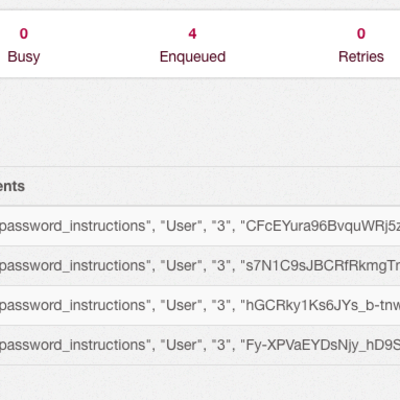 0 4 0
Busy Enqueued Retries
ents
password_instructions", "User", "3", "CFcEYura96BvquWRj5z
password_instructions", "User", "3", "s7N1C9sJBCRfRkmgTr
password_instructions", "User", "3", "hGCRky1Ks6JYs_b-tnw
password_instructions", "User", "3", "Fy-XPVaEYDsNjy_hD9S